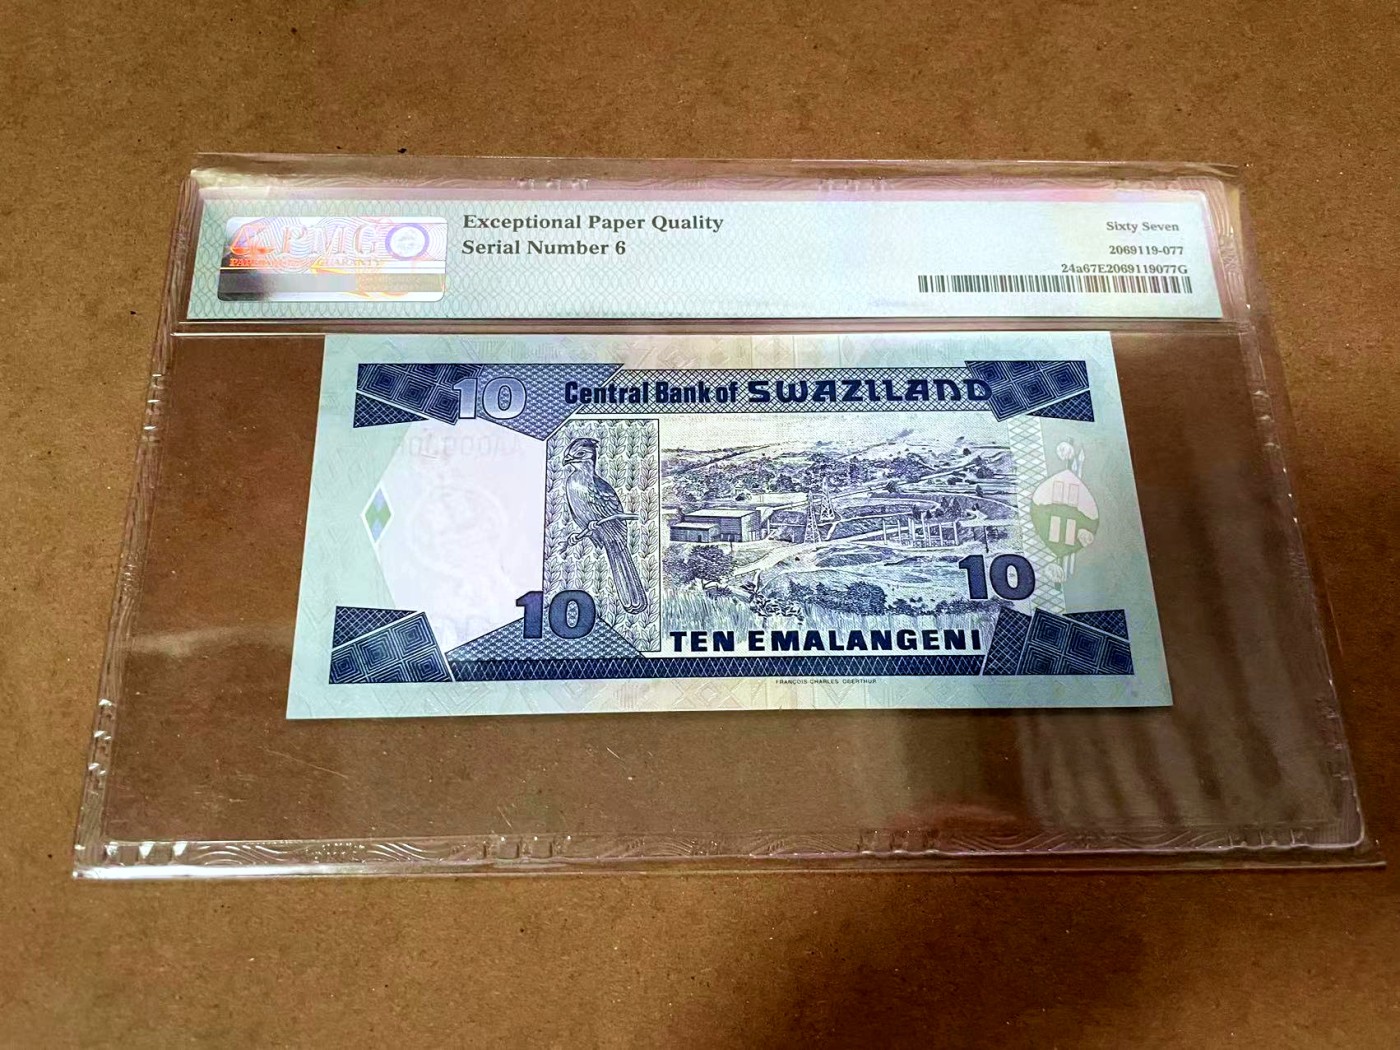 PMG
Exceptional Paper Quality
Serial Number 6
Sixty Seven
2069119-077
24a67E2069119077G
10
Central Bank of SWAZILAND
10
10
TEN EMALANGENI
FRANÇOIS-CHARLES OBERTHUR